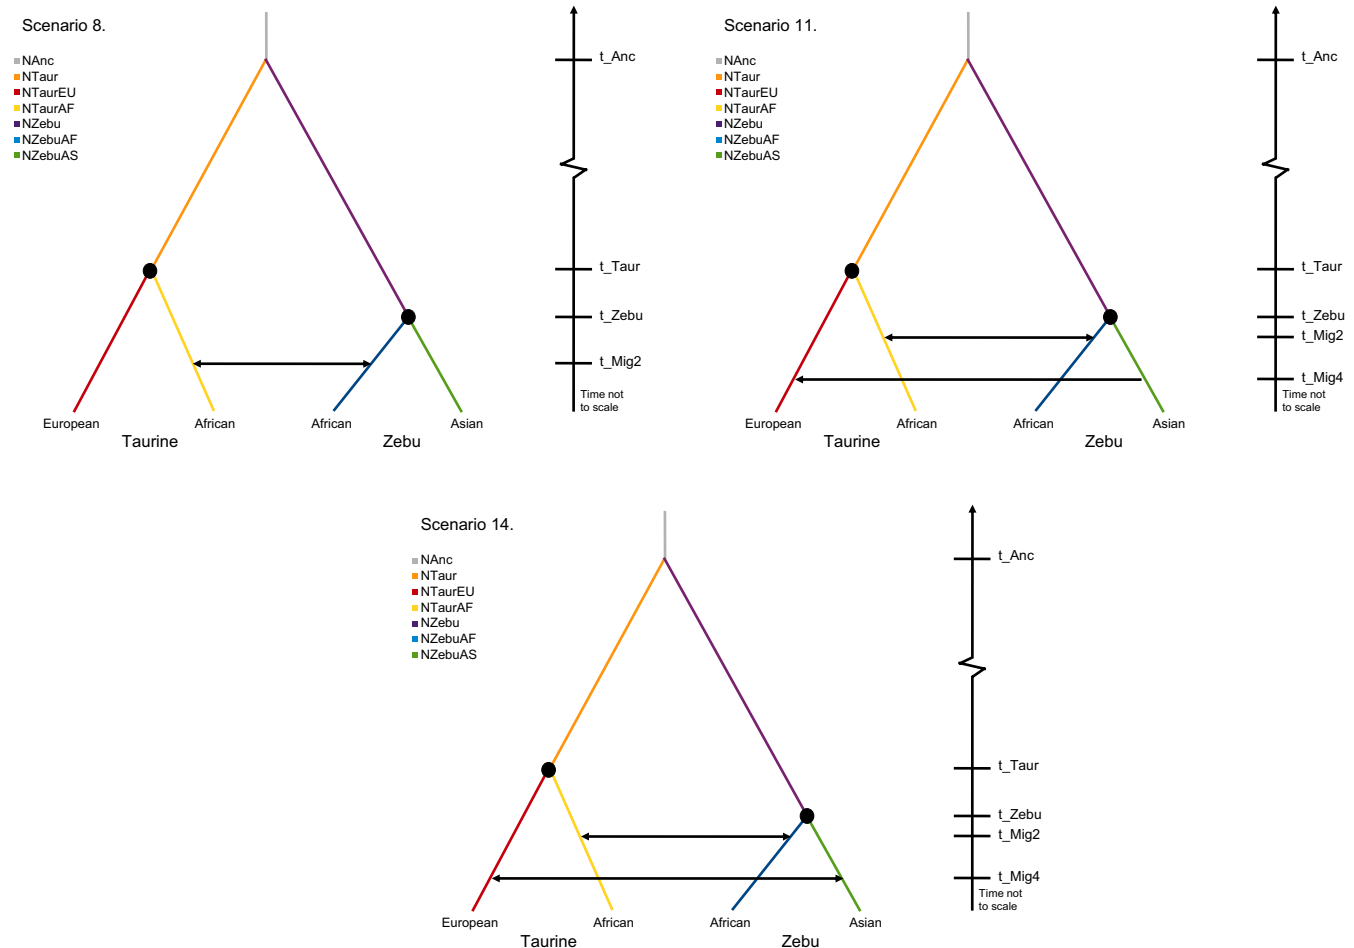 Scenario 8.
NAnc
NTaur
NTaurEU
NTaurAF
NZebu
NZebuAF
NZebuAS
t_Anc
t_Taur
t_Zebu
t_Mig2
Time not
to scale
European
African
African
Asian
Taurine
Zebu
Scenario 11.
NAnc
NTaur
NTaurEU
NTaurAF
NZebu
NZebuAF
NZebuAS
t_Anc
t_Taur
t_Zebu
t_Mig2
t_Mig4
Time not
to scale
European
African
African
Asian
Taurine
Zebu
Scenario 14.
NAnc
NTaur
NTaurEU
NTaurAF
NZebu
NZebuAF
NZebuAS
t_Anc
t_Taur
t_Zebu
t_Mig2
t_Mig4
Time not
to scale
European
African
African
Asian
Taurine
Zebu